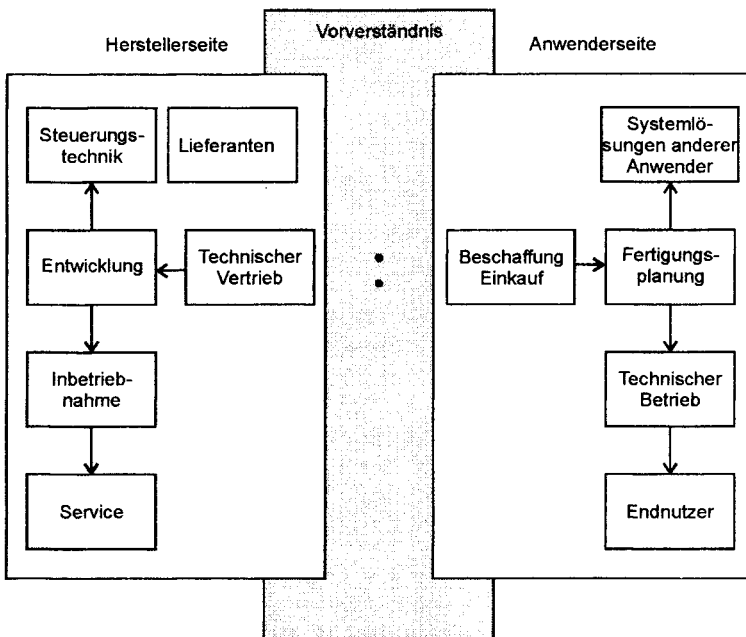 Vorverständnis
Herstellerseite
Anwenderseite
Steuerungs-
technik
Lieferanten
Systemlö-
sungen anderer
Anwender
Entwicklung
Technischer
Vertrieb
Beschaffung
Einkauf
Fertigungs-
planung
Inbetrieb-
nahme
Technischer
Betrieb
Service
Endnutzer